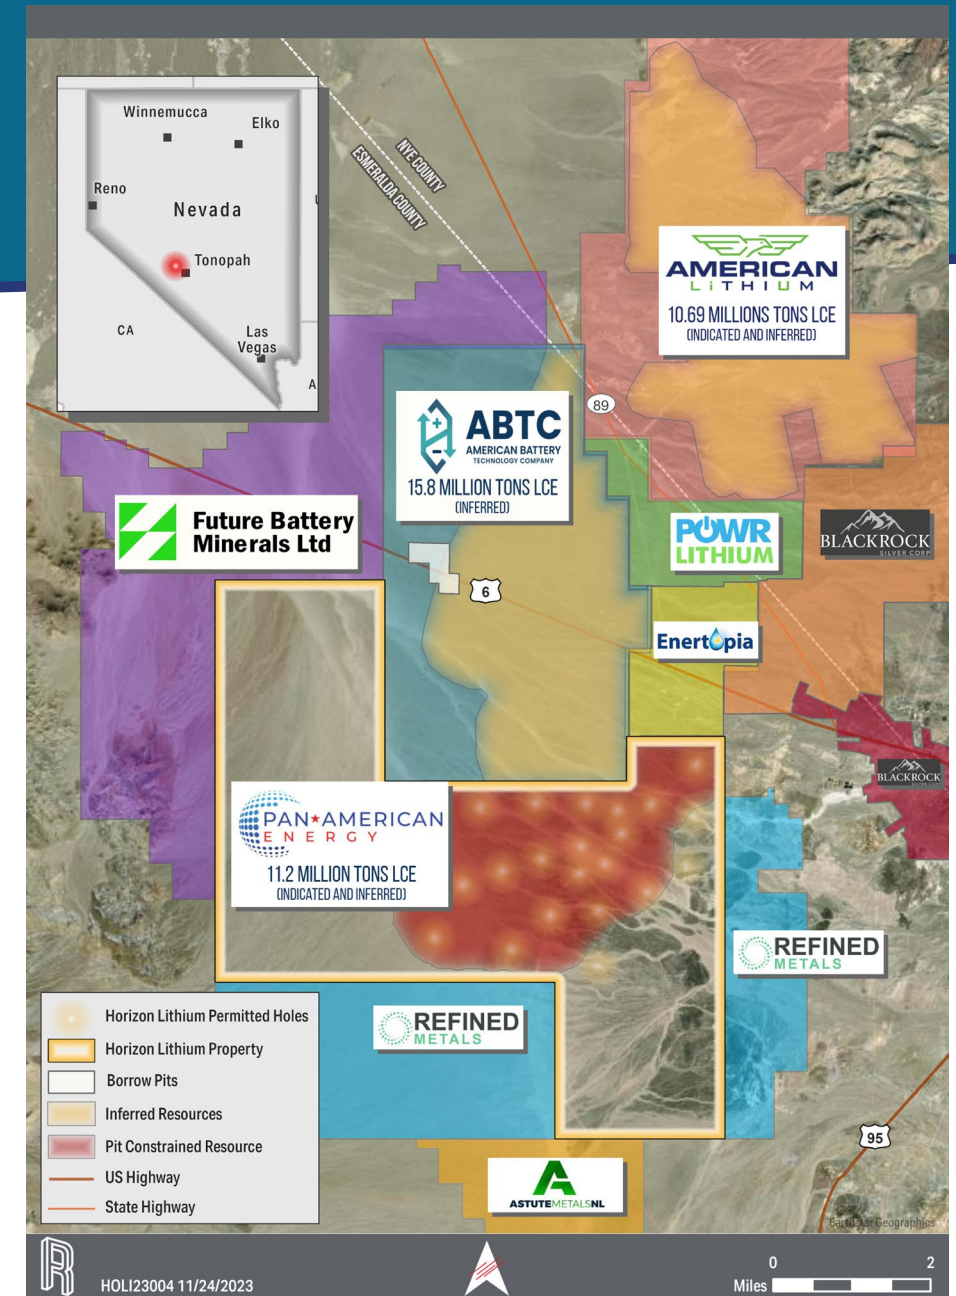 Winnemucca
Elko
Reno
Nevada
Tonopah
CA
Las
Vegas
A
NYE COUNTY
ESMERALDA COUNTY
AMERICAN
LiTHIUM
10.69 MILLIONS TONS LCE
(INDICATED AND INFERRED)
89
ABTC
AMERICAN BATTERY
TECHNOLOGY COMPANY
15.8 MILLION TONS LCE
(INFERRED)
Future Battery
Minerals Ltd
POWR
LITHIUM
BLACKROCK
SILVER CORP
6
Enertopia
BLACKROCK
SILVER CORP
PAN★AMERICAN
ENERGY
11.2 MILLION TONS LCE
(INDICATED AND INFERRED)
REFINED
METALS
REFINED
METALS
Horizon Lithium Permitted Holes
Horizon Lithium Property
Borrow Pits
Inferred Resources
Pit Constrained Resource
US Highway
State Highway
95
ASTUTEMETALSNL
Earthstar Geographics
R
HOLI23004 11/24/2023
0 2
Miles